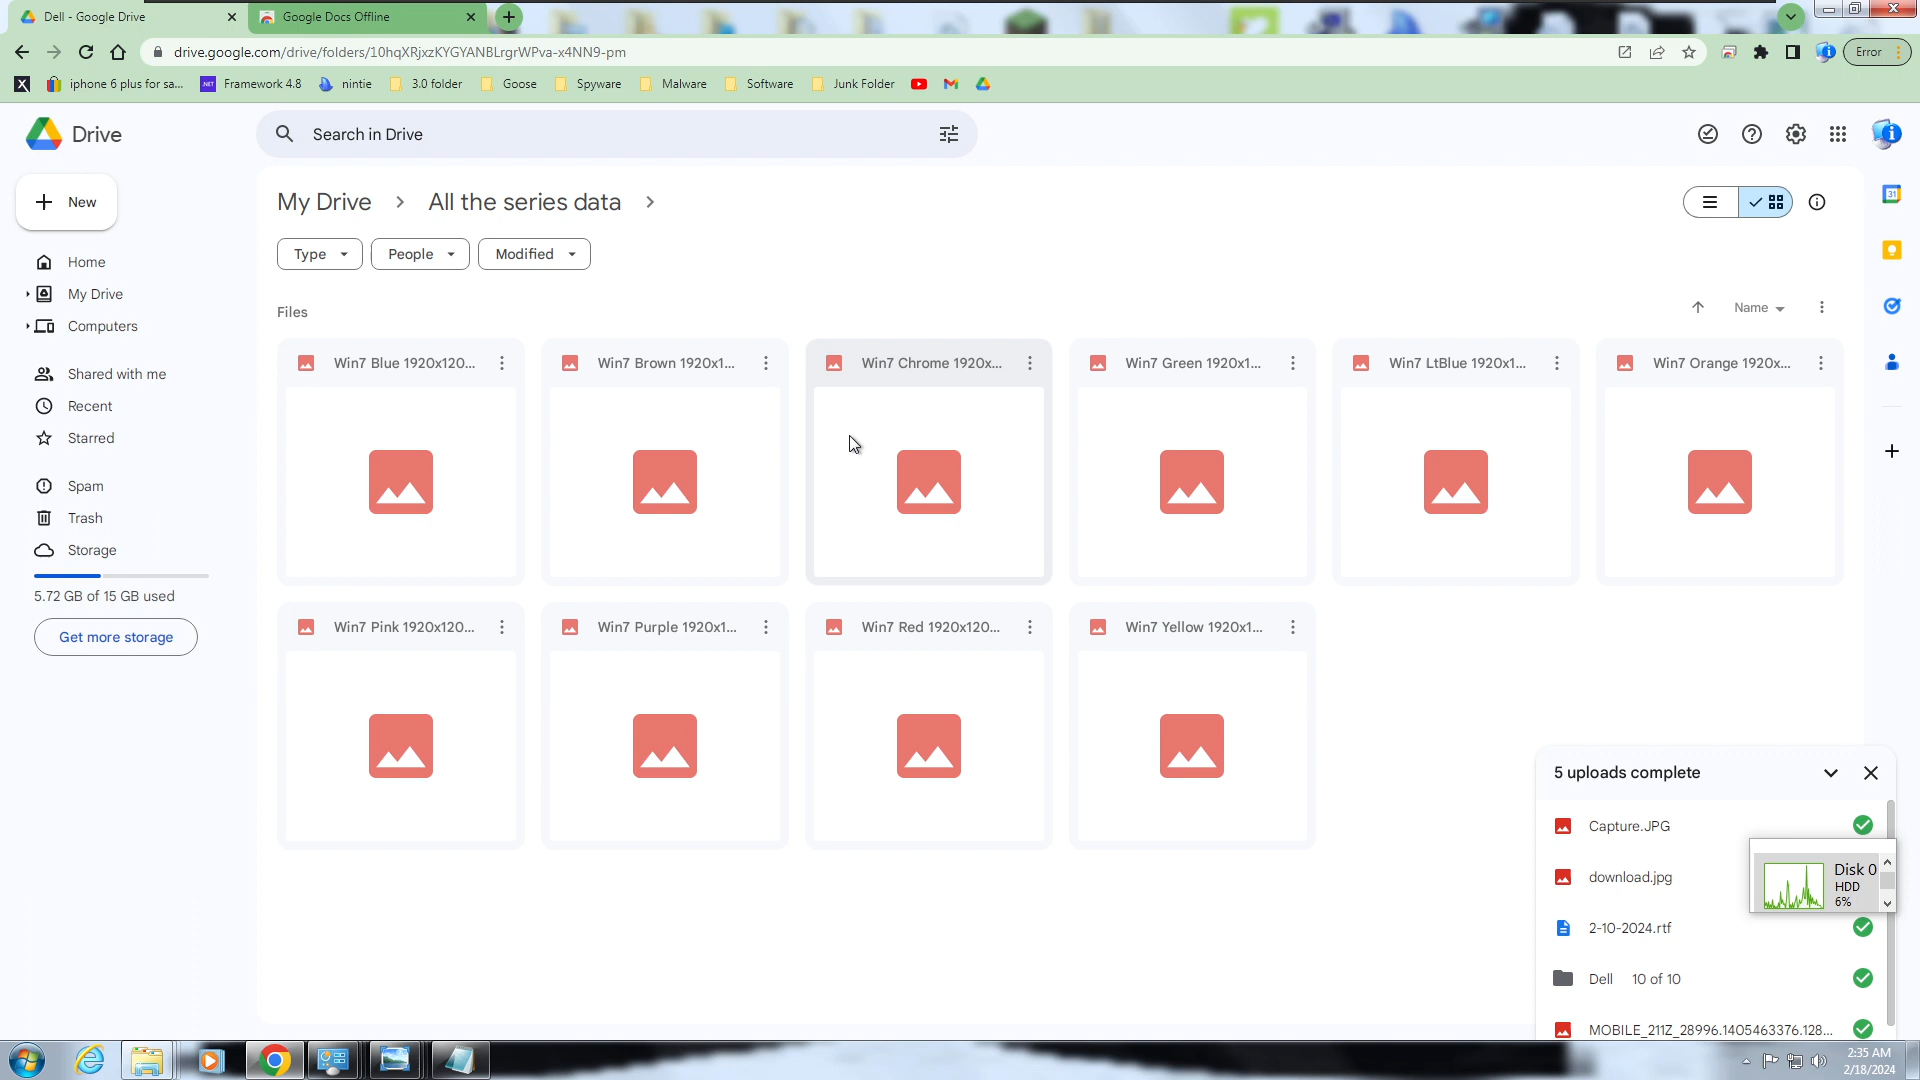 Dell - Google Drive
Google Docs Offline
drive.google.com/drive/folders/10hqXRjxzKYGYANBLrgrWPva-x4NN9-pm
Error
X
iphone 6 plus for sa...
.NET
Framework 4.8
nintie
3.0 folder
Goose
Spyware
Malware
Software
Junk Folder
Drive
Search in Drive
New
My Drive
All the series data
31
Type
People
Modified
Home
My Drive
Computers
Files
Name
Win7 Blue 1920x120...
Win7 Brown 1920x1...
Win7 Chrome 1920x...
Win7 Green 1920x1...
Win7 LtBlue 1920x1...
Win7 Orange 1920x...
Shared with me
Recent
Starred
Spam
Trash
Storage
5.72 GB of 15 GB used
Get more storage
Win7 Pink 1920x120...
Win7 Purple 1920x1...
Win7 Red 1920x120...
Win7 Yellow 1920x1...
5 uploads complete
Capture.JPG
download.jpg
Disk 0
HDD
6%
2-10-2024.rtf
Dell 10 of 10
MOBILE_211Z_28996.1405463376.128...
2:35 AM
2/18/2024